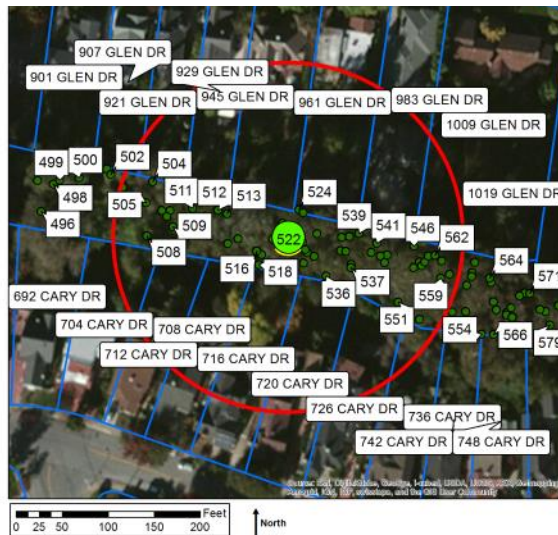 907 GLEN DR
901 GLEN DR
929 GLEN DR
921 GLEN DR
945 GLEN DR
961 GLEN DR
983 GLEN DR
1009 GLEN DR
1019 GLEN DR
499
500
502
504
498
496
505
511
512
513
524
509
508
522
539
541
546
562
564
571
516
518
536
537
559
551
554
566
579
692 CARY DR
704 CARY DR
708 CARY DR
712 CARY DR
716 CARY DR
720 CARY DR
726 CARY DR
736 CARY DR
742 CARY DR
748 CARY DR
Feet
0 25 50 100 150 200
North